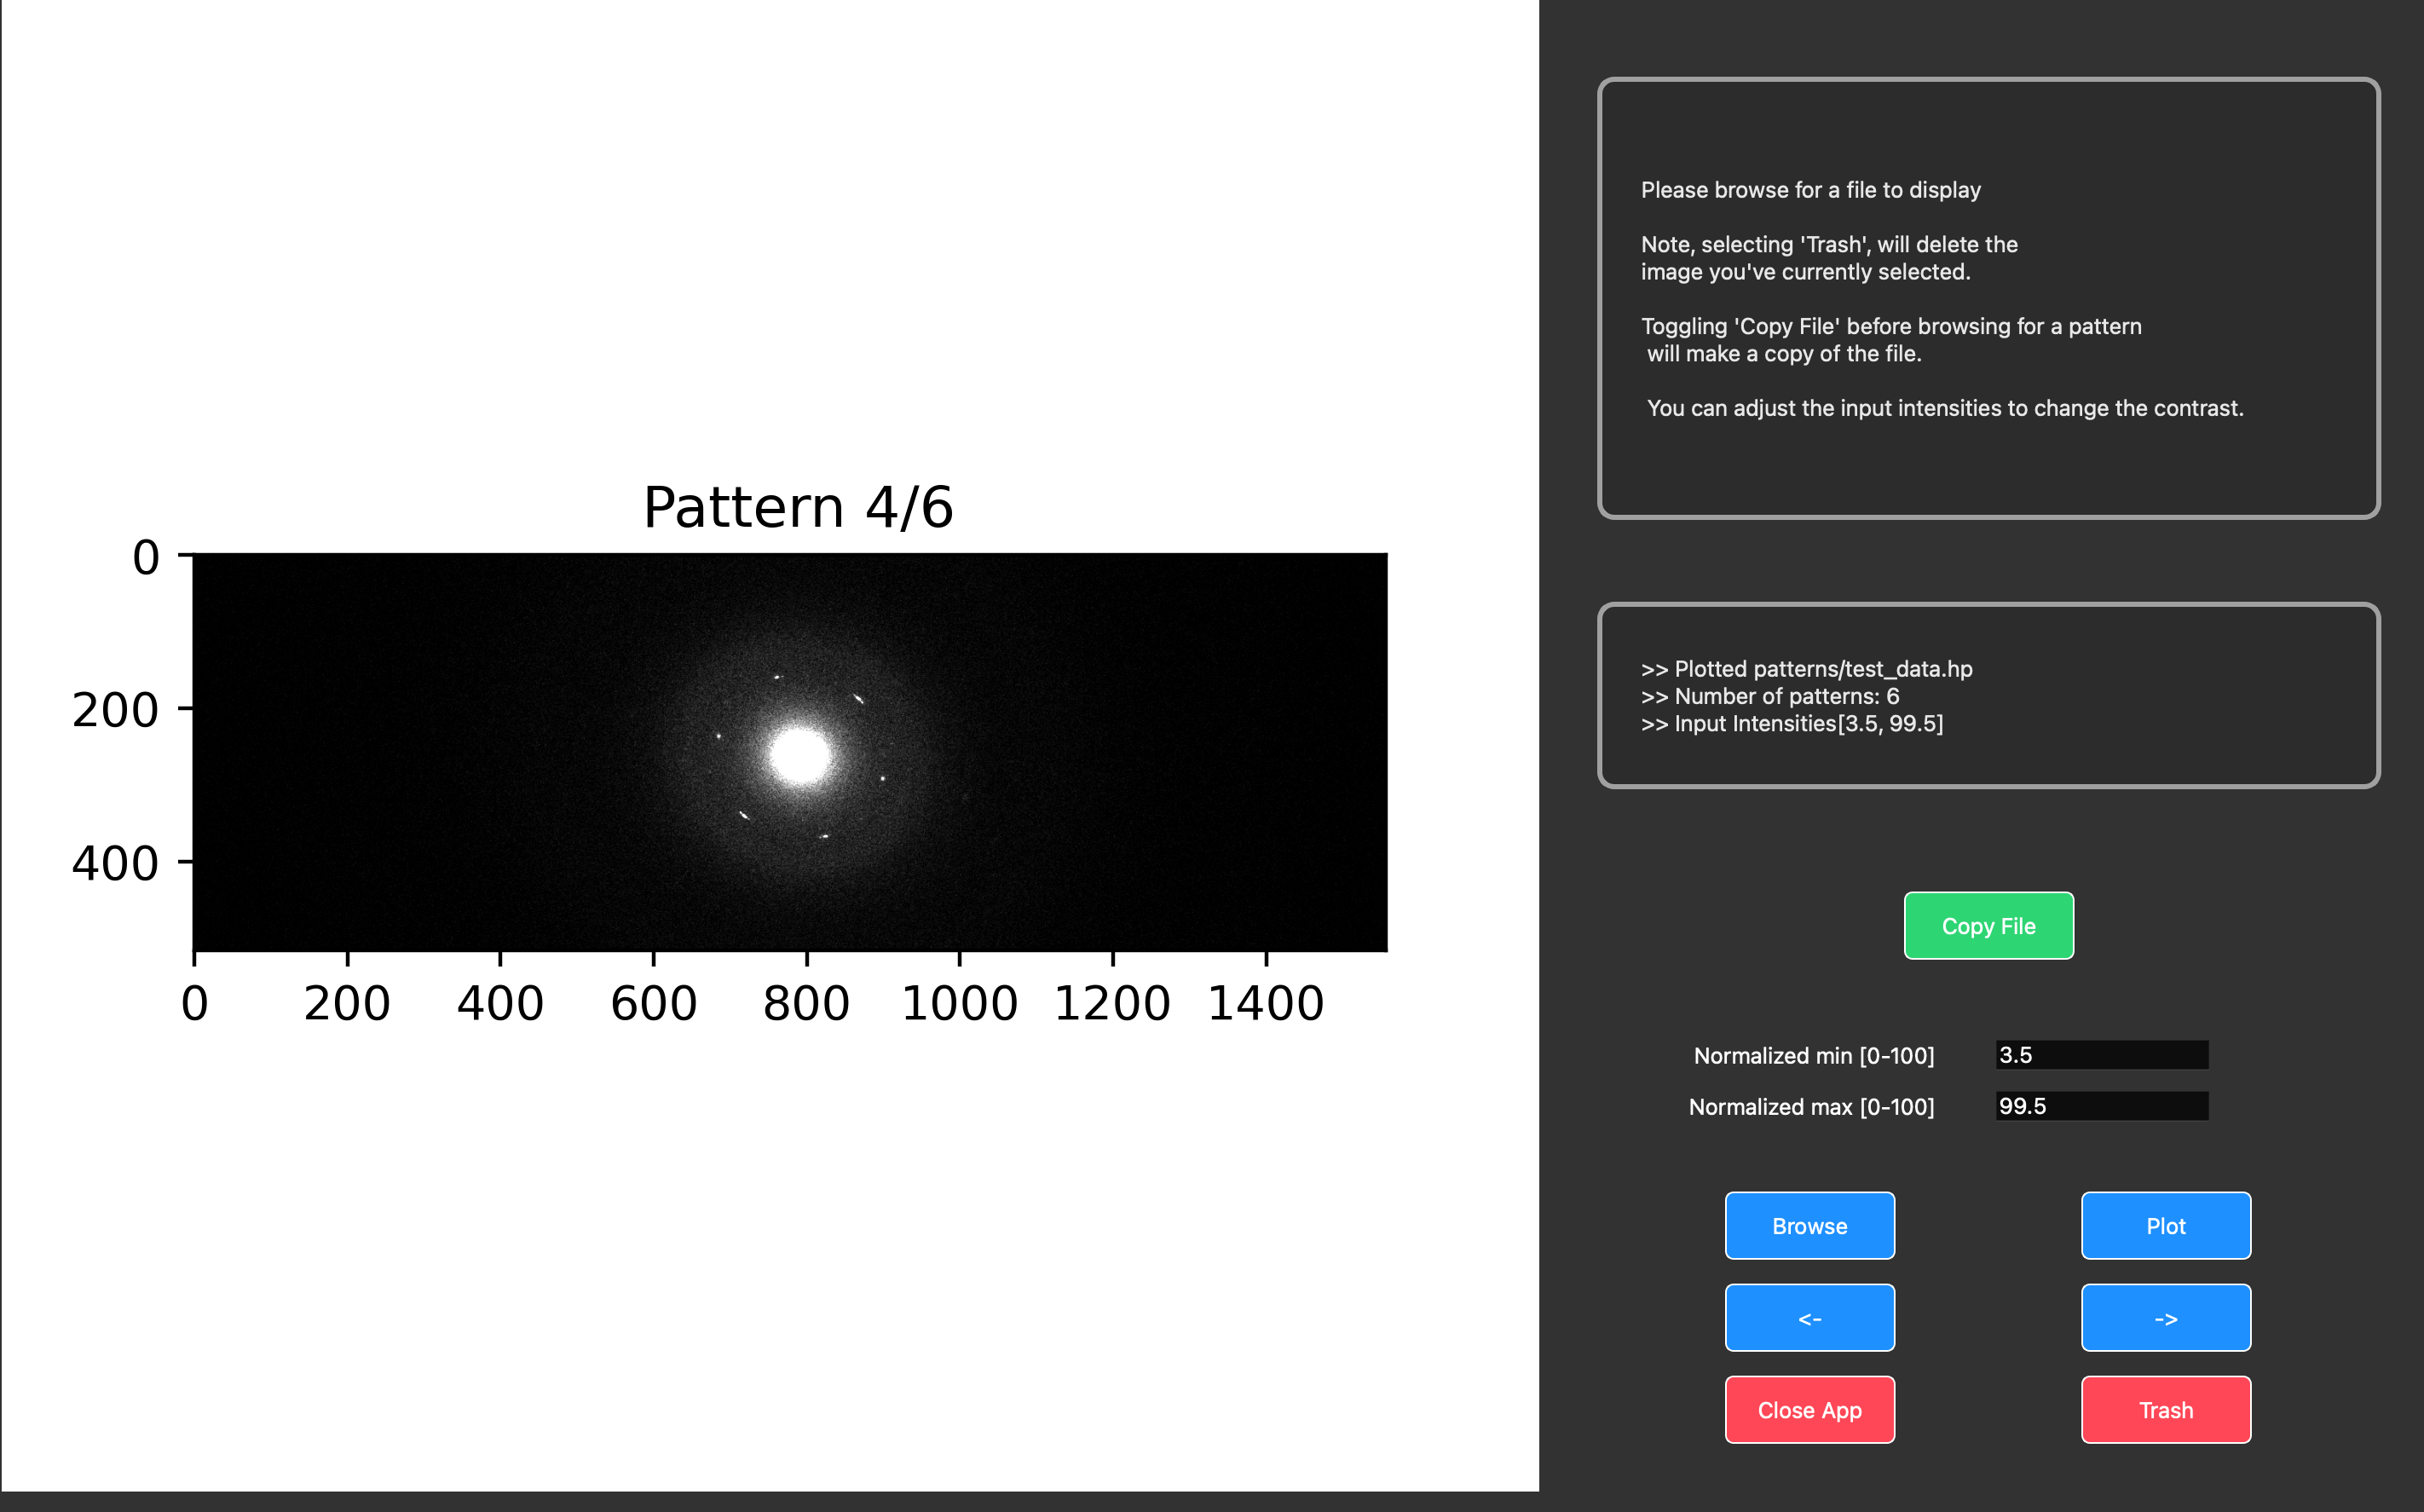 Pattern 4/6
0
200
400
0 200 400 600 800 1000 1200 1400
Please browse for a file to display
Note, selecting 'Trash', will delete the
image you've currently selected.
Toggling 'Copy File' before browsing for a pattern
will make a copy of the file.
You can adjust the input intensities to change the contrast.
>> Plotted patterns/test_data.hp
>> Number of patterns: 6
>> Input Intensities[3.5, 99.5]
Copy File
Normalized min [0-100] 3.5
Normalized max [0-100] 99.5
Browse Plot
<- ->
Close App Trash